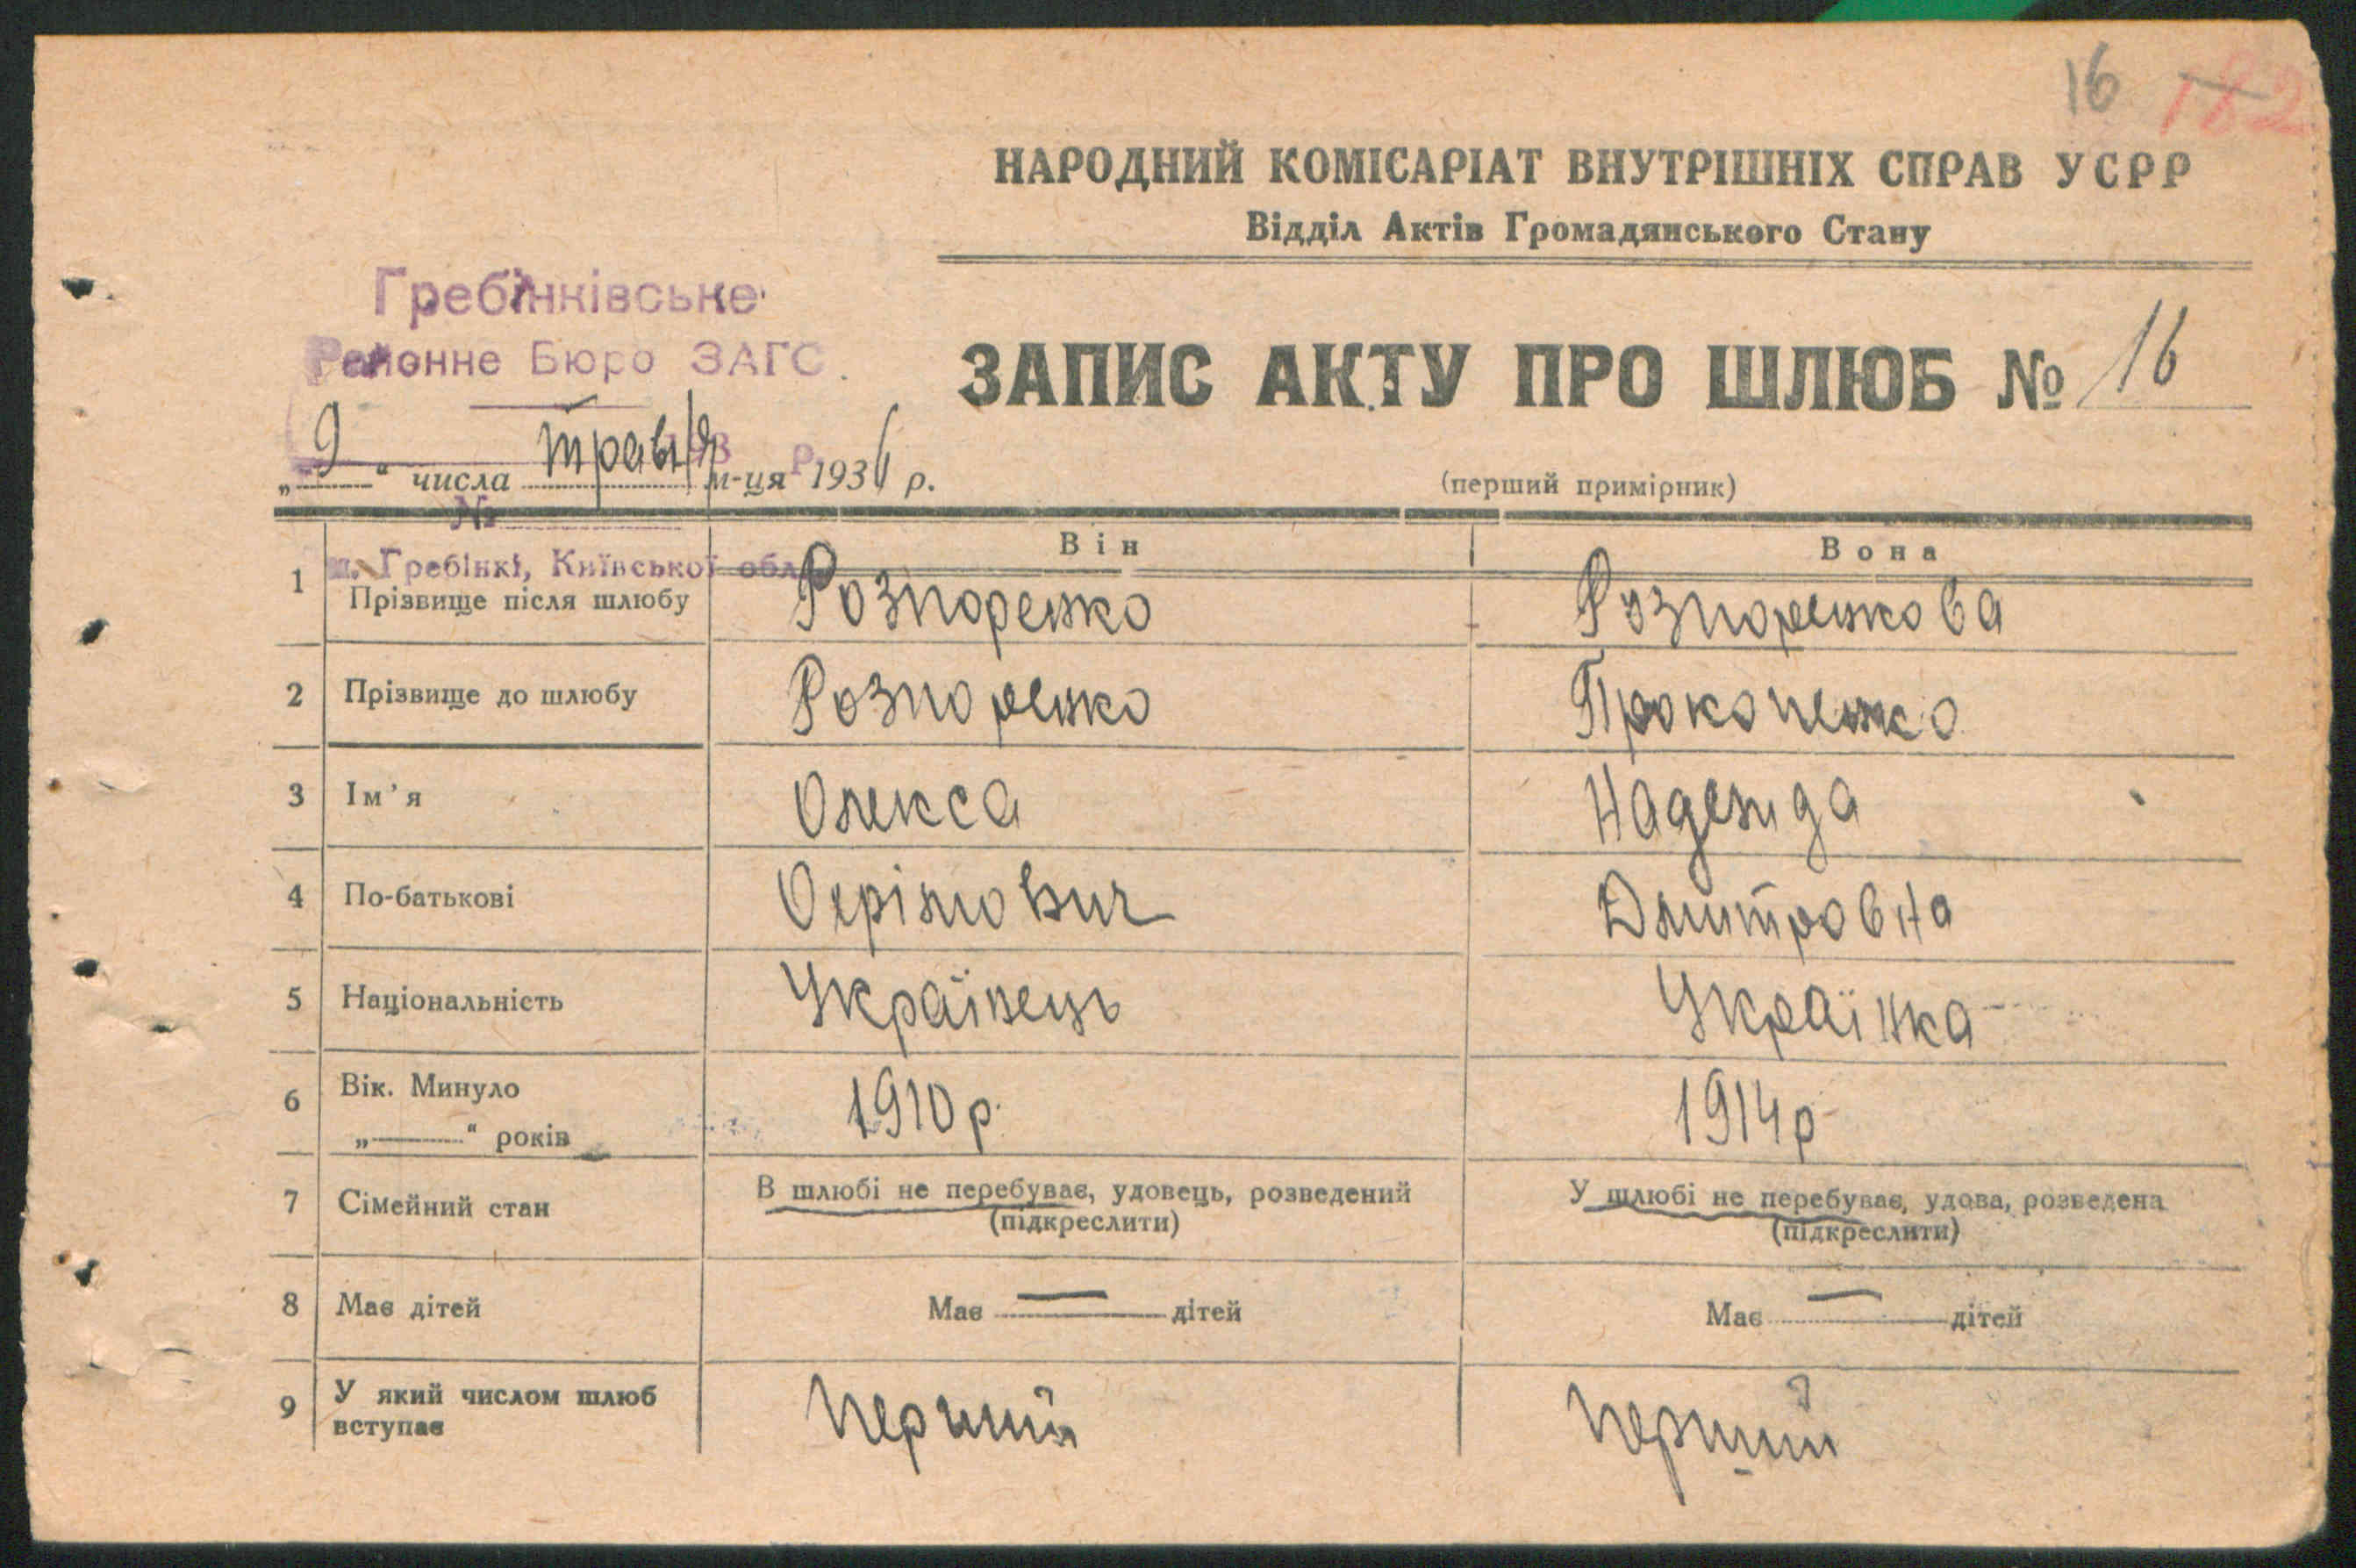 16 182
НАРОДНИЙ КОМІСАРІАТ ВНУТРІШНІХ СПРАВ УСРР
Відділ Актів Громадянського Стану
Гребінківське
Районне Бюро ЗАГС.
ЗАПИС АКТУ ПРО ШЛЮБ № 16
„9“ числа травня м-ця 1936 р.
(перший примірник)
№
м. Гребінкі, Київської обл.
Він Вона
1 Прізвище після шлюбу Розпоренко Розпоренкова
2 Прізвище до шлюбу Розпоренко Прокопенко
3 Ім'я Олекса Надежда
4 По-батькові Охрімович Дмитровна
5 Національність Українець Українка
6 Вік. Минуло 1910 р. 1914 р
„———“ років
7 Сімейний стан В шлюбі не перебуває, удовець, розведений У шлюбі не перебуває, удова, розведена
(підкреслити) (підкреслити)
8 Має дітей Має — дітей Має — дітей
9 У який числом шлюб вступає перший перший